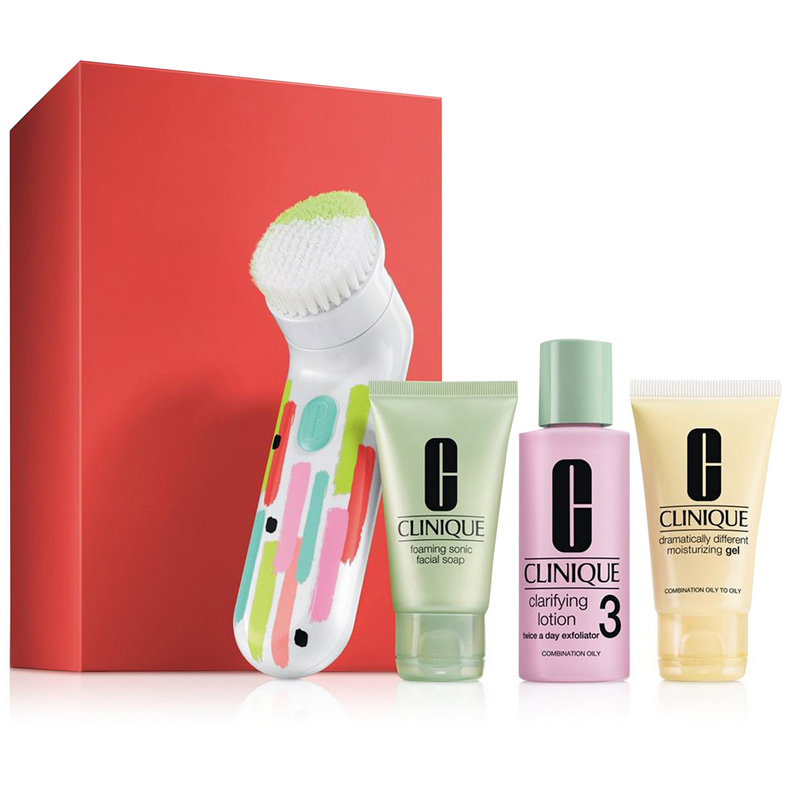 C
CLINIQUE
foaming sonic
facial soap
C
CLINIQUE
clarifying
lotion 3
twice a day exfoliator
COMBINATION OILY
C
CLINIQUE
dramatically different
moisturizing gel
COMBINATION OILY TO OILY